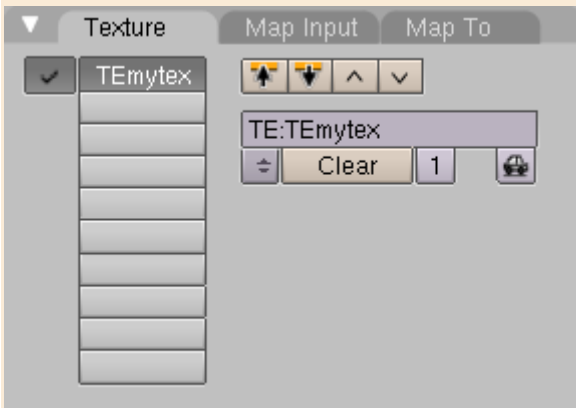 Texture Map Input Map To
TEmytex
TE:TEmytex
Clear 1